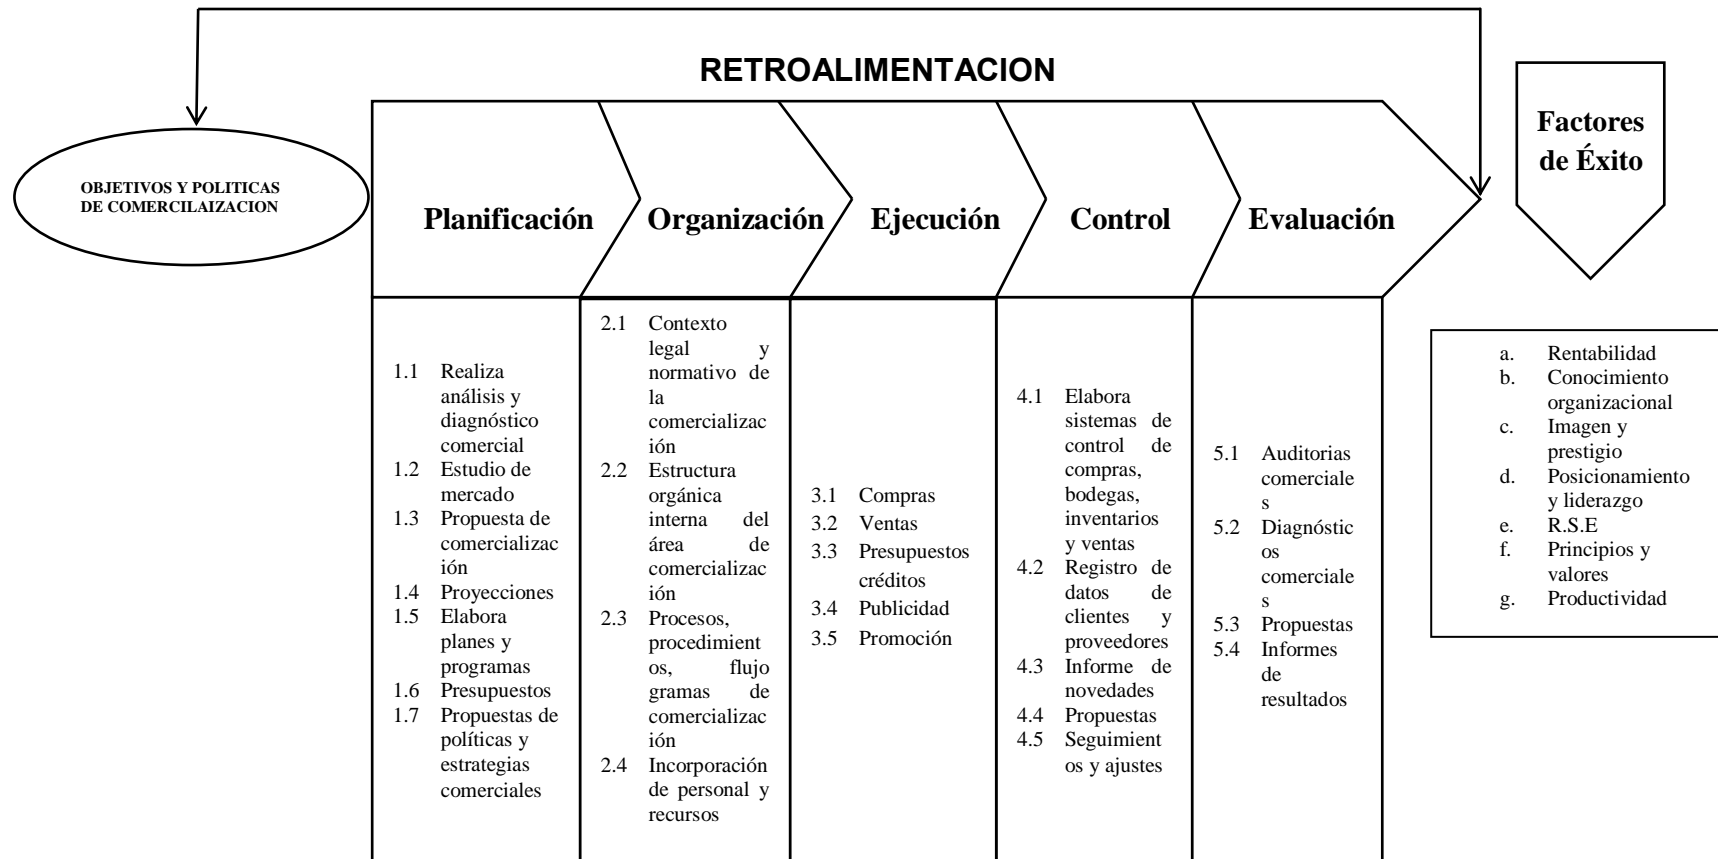 RETROALIMENTACION
OBJETIVOS Y POLITICAS
DE COMERCILAIZACION
Planificación
Organización
Ejecución
Control
Evaluación
Factores
de Éxito
1.1 Realiza
análisis y
diagnóstico
comercial
1.2 Estudio de
mercado
1.3 Propuesta de
comercializac
ión
1.4 Proyecciones
1.5 Elabora
planes y
programas
1.6 Presupuestos
1.7 Propuestas de
políticas y
estrategias
comerciales
2.1 Contexto
legal y
normativo de
la
comercializac
ión
2.2 Estructura
orgánica
interna del
área de
comercializac
ión
2.3 Procesos,
procedimient
os, flujo
gramas de
comercializac
ión
2.4 Incorporación
de personal y
recursos
3.1 Compras
3.2 Ventas
3.3 Presupuestos
créditos
3.4 Publicidad
3.5 Promoción
4.1 Elabora
sistemas de
control de
compras,
bodegas,
inventarios
y ventas
4.2 Registro de
datos de
clientes y
proveedores
4.3 Informe de
novedades
4.4 Propuestas
4.5 Seguimient
os y ajustes
5.1 Auditorias
comerciale
s
5.2 Diagnóstic
os
comerciale
s
5.3 Propuestas
5.4 Informes
de
resultados
a. Rentabilidad
b. Conocimiento
organizacional
c. Imagen y
prestigio
d. Posicionamiento
y liderazgo
e. R.S.E
f. Principios y
valores
g. Productividad